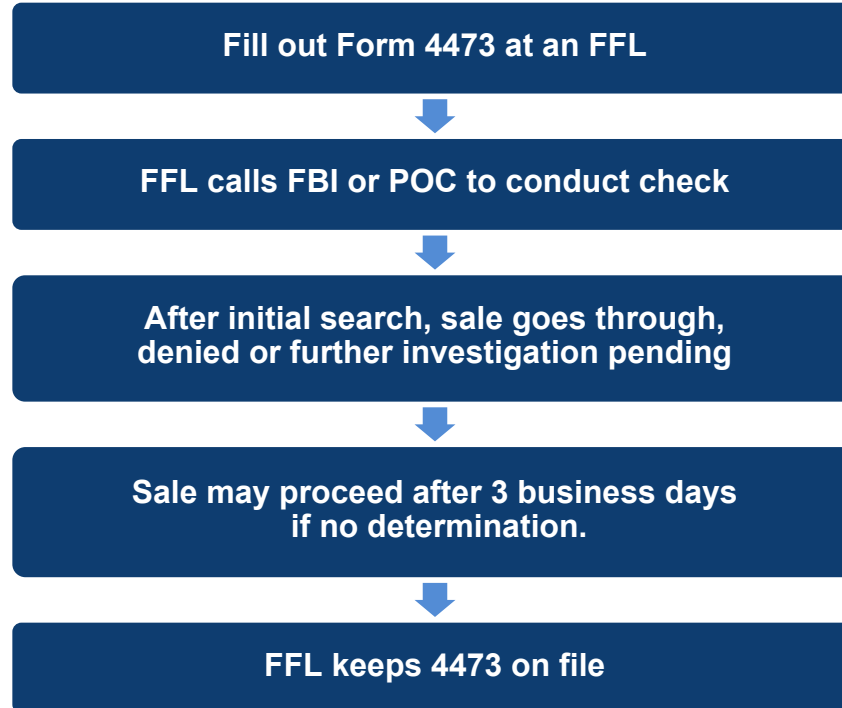 Fill out Form 4473 at an FFL
FFL calls FBI or POC to conduct check
After initial search, sale goes through,
denied or further investigation pending
Sale may proceed after 3 business days
if no determination.
FFL keeps 4473 on file